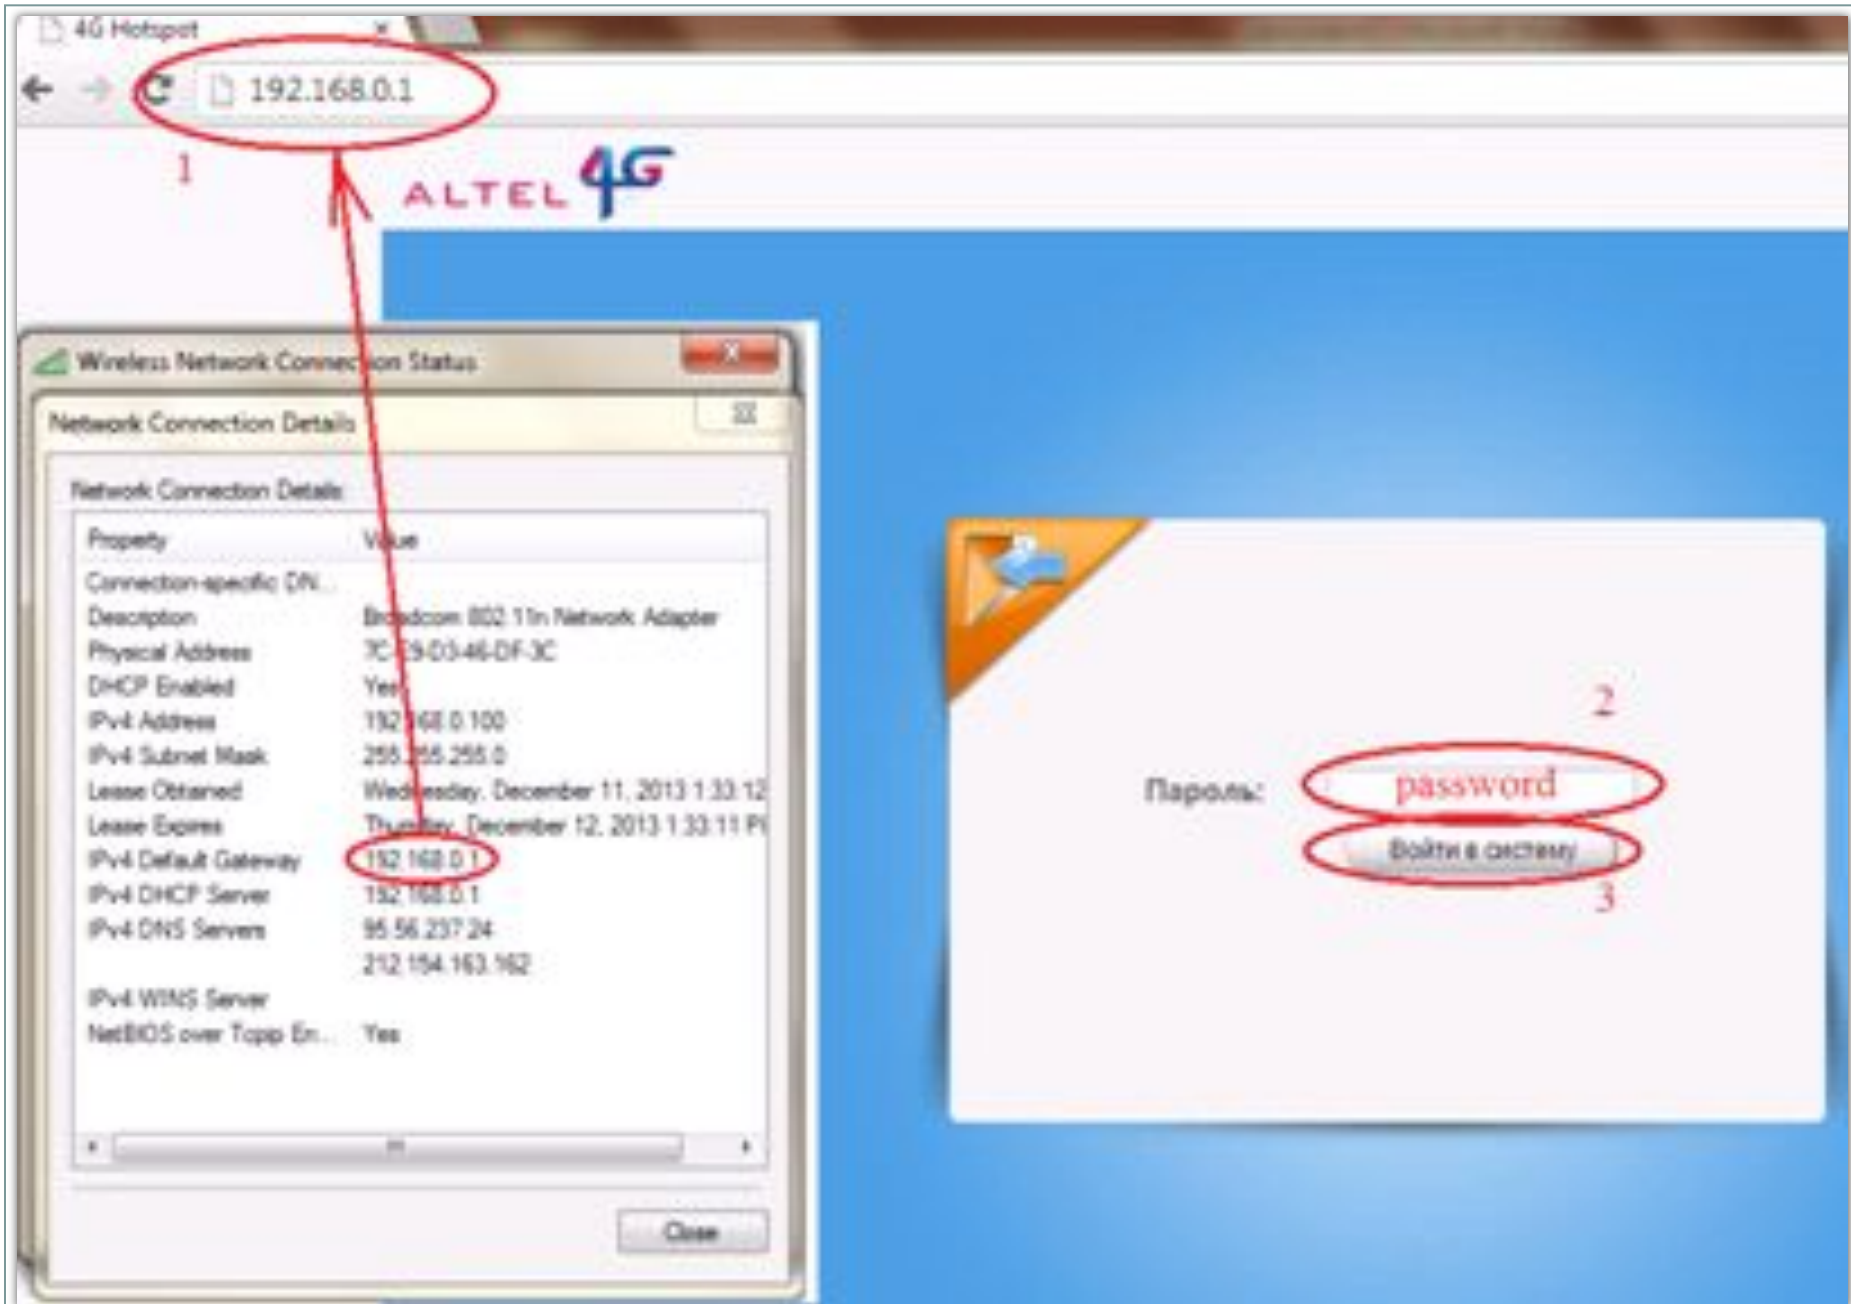 4G Hotspot
192.168.0.1
1
ALTEL 4G
Wireless Network Connection Status
Network Connection Details
Network Connection Details:
Property Value
Connection-specific DN...
Description Broadcom 802.11n Network Adapter
Physical Address 7C-E9-D3-46-DF-3C
DHCP Enabled Yes
IPv4 Address 192.168.0.100
IPv4 Subnet Mask 255.255.255.0
Lease Obtained Wednesday, December 11, 2013 1:33:12
Lease Expires Thursday, December 12, 2013 1:33:11 P
IPv4 Default Gateway 192.168.0.1
IPv4 DHCP Server 192.168.0.1
IPv4 DNS Servers 95.56.237.24
212.154.163.162
IPv4 WINS Server
NetBIOS over Tcpip En... Yes
Close
2
Пароль: password
Войти в систему
3